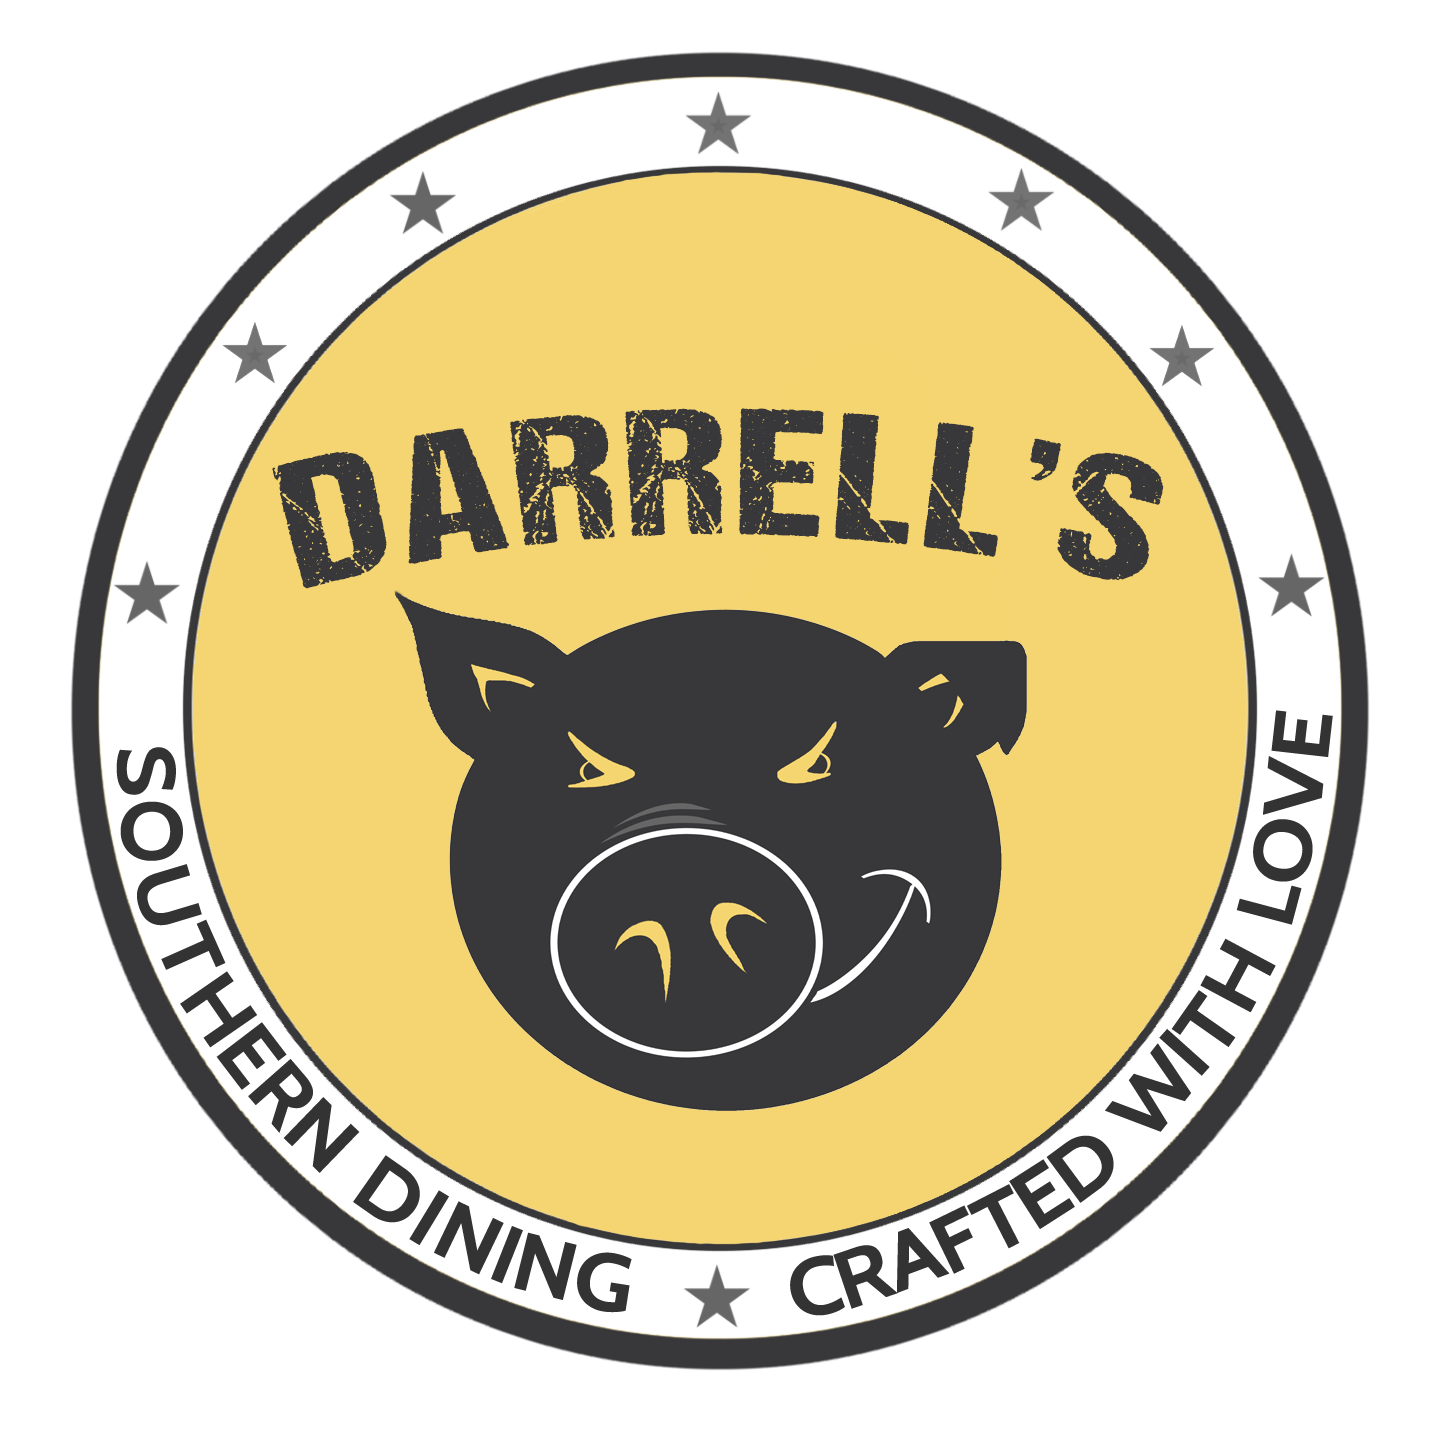 DARRELL'S
SOUTHERN DINING
CRAFTED WITH LOVE